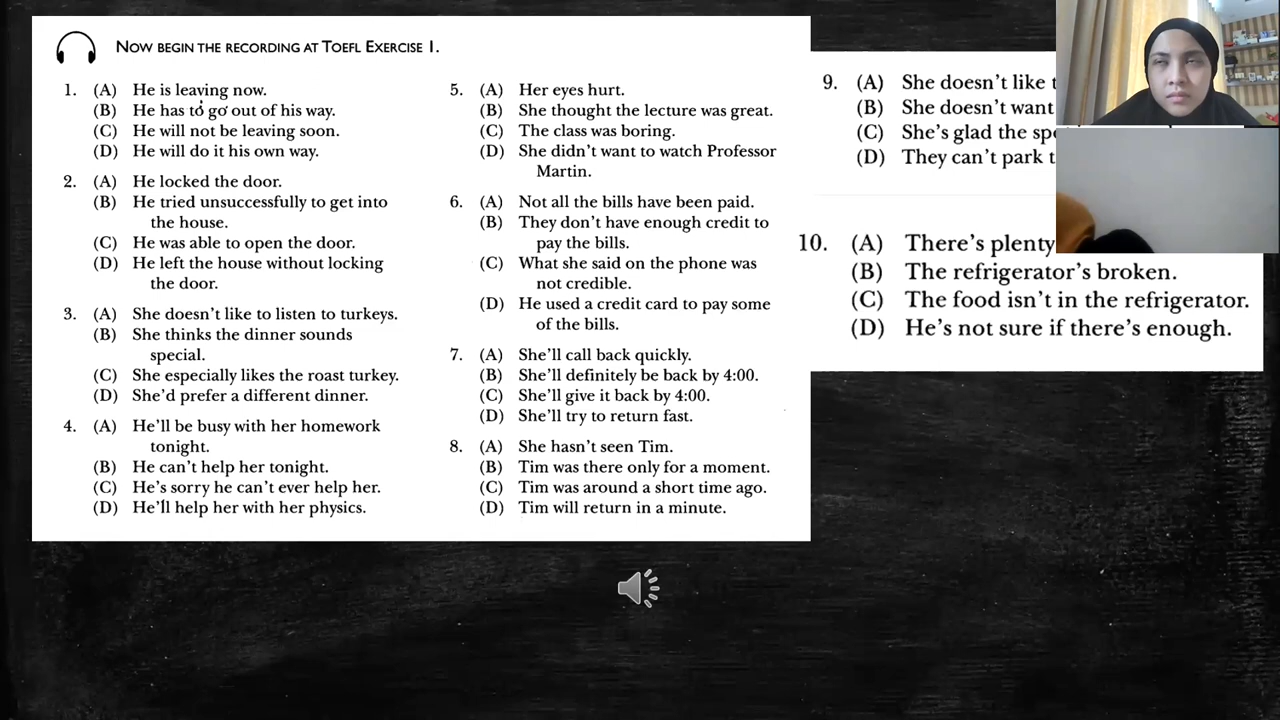 NOW BEGIN THE RECORDING AT TOEFL EXERCISE 1.
1. (A) He is leaving now.
(B) He has to go out of his way.
(C) He will not be leaving soon.
(D) He will do it his own way.
2. (A) He locked the door.
(B) He tried unsuccessfully to get into
the house.
(C) He was able to open the door.
(D) He left the house without locking
the door.
3. (A) She doesn't like to listen to turkeys.
(B) She thinks the dinner sounds
special.
(C) She especially likes the roast turkey.
(D) She'd prefer a different dinner.
4. (A) He'll be busy with her homework
tonight.
(B) He can't help her tonight.
(C) He's sorry he can't ever help her.
(D) He'll help her with her physics.
5. (A) Her eyes hurt.
(B) She thought the lecture was great.
(C) The class was boring.
(D) She didn't want to watch Professor
Martin.
6. (A) Not all the bills have been paid.
(B) They don't have enough credit to
pay the bills.
(C) What she said on the phone was
not credible.
(D) He used a credit card to pay some
of the bills.
7. (A) She'll call back quickly.
(B) She'll definitely be back by 4:00.
(C) She'll give it back by 4:00.
(D) She'll try to return fast.
8. (A) She hasn't seen Tim.
(B) Tim was there only for a moment.
(C) Tim was around a short time ago.
(D) Tim will return in a minute.
9. (A) She doesn't like
(B) She doesn't want
(C) She's glad the
(D) They can't park
10. (A) There's plenty
(B) The refrigerator's broken.
(C) The food isn't in the refrigerator.
(D) He's not sure if there's enough.